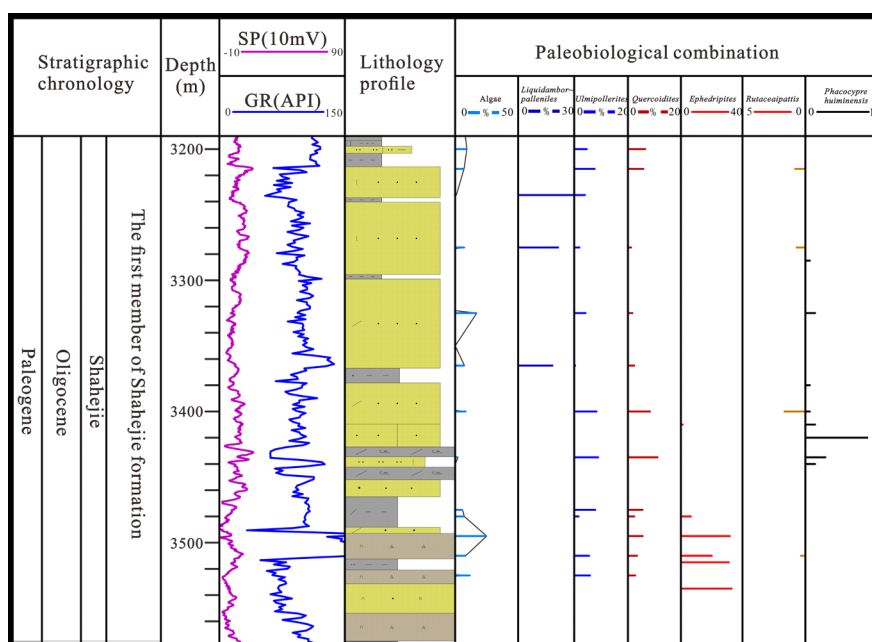 Stratigraphic chronology
Depth (m)
SP(10mV)
-10 90
GR(API)
0 150
Lithology profile
Paleobiological combination
Algae
0 % 50
Liquidambor-palleniles
0 % 30
Ulmipollerites
0 % 20
Quercoidites
0 % 20
Ephedripites
0 40
Rutaceaipattis
5 0
Phacocypre huiminensis
0 1
Paleogene
Oligocene
Shahejie
The first member of Shahejie formation
3200
3300
3400
3500